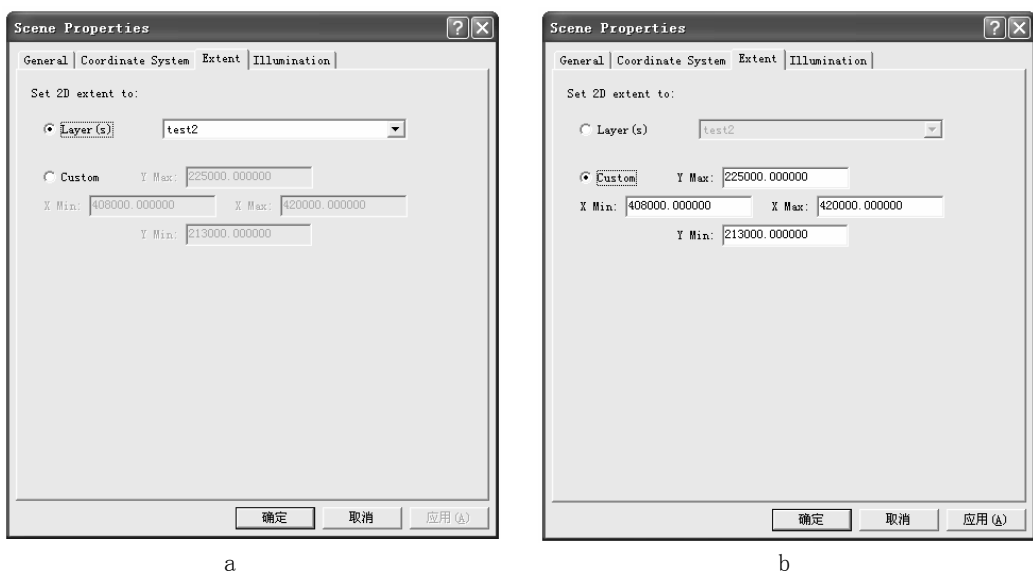 Scene Properties
General Coordinate System Extent Illumination
Set 2D extent to:
Layer(s) test2
Custom Y Max: 225000.000000
X Min: 408000.000000 X Max: 420000.000000
Y Min: 213000.000000
确定 取消 应用(A)
a
Scene Properties
General Coordinate System Extent Illumination
Set 2D extent to:
Layer(s) test2
Custom Y Max: 225000.000000
X Min: 408000.000000 X Max: 420000.000000
Y Min: 213000.000000
确定 取消 应用(A)
b